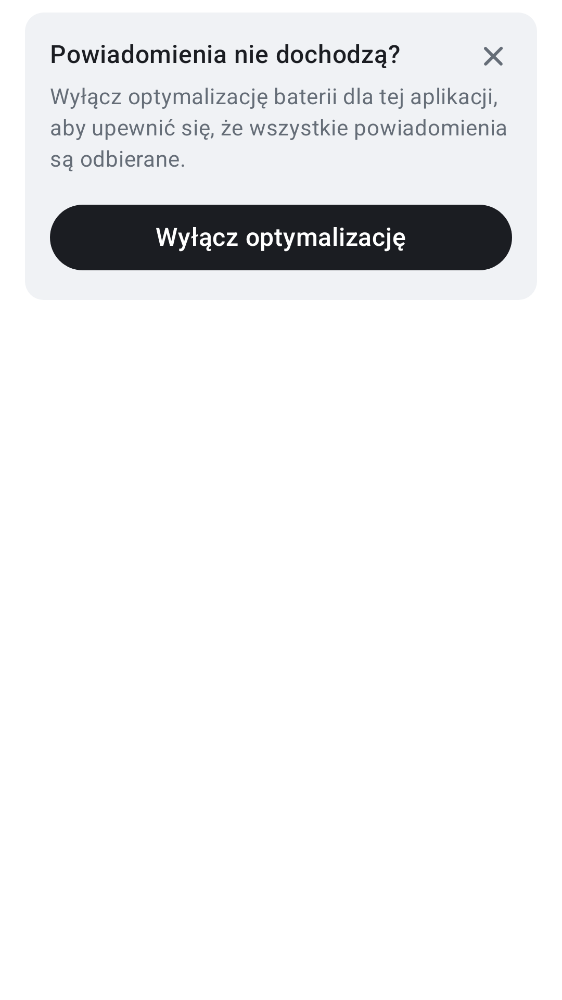 Powiadomienia nie dochodzą?
Wyłącz optymalizację baterii dla tej aplikacji,
aby upewnić się, że wszystkie powiadomienia
są odbierane.
Wyłącz optymalizację